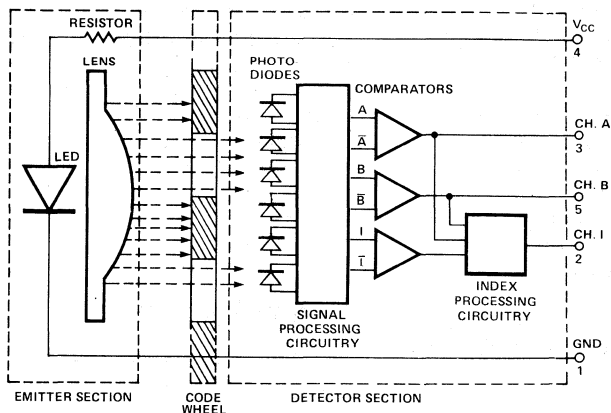 RESISTOR
LENS
LED
PHOTO-
DIODES
COMPARATORS
A
A̅
B
B̅
I
I̅
SIGNAL
PROCESSING
CIRCUITRY
INDEX
PROCESSING
CIRCUITRY
VCC
4
CH. A
3
CH. B
5
CH. I
2
GND
1
EMITTER SECTION
CODE
WHEEL
DETECTOR SECTION